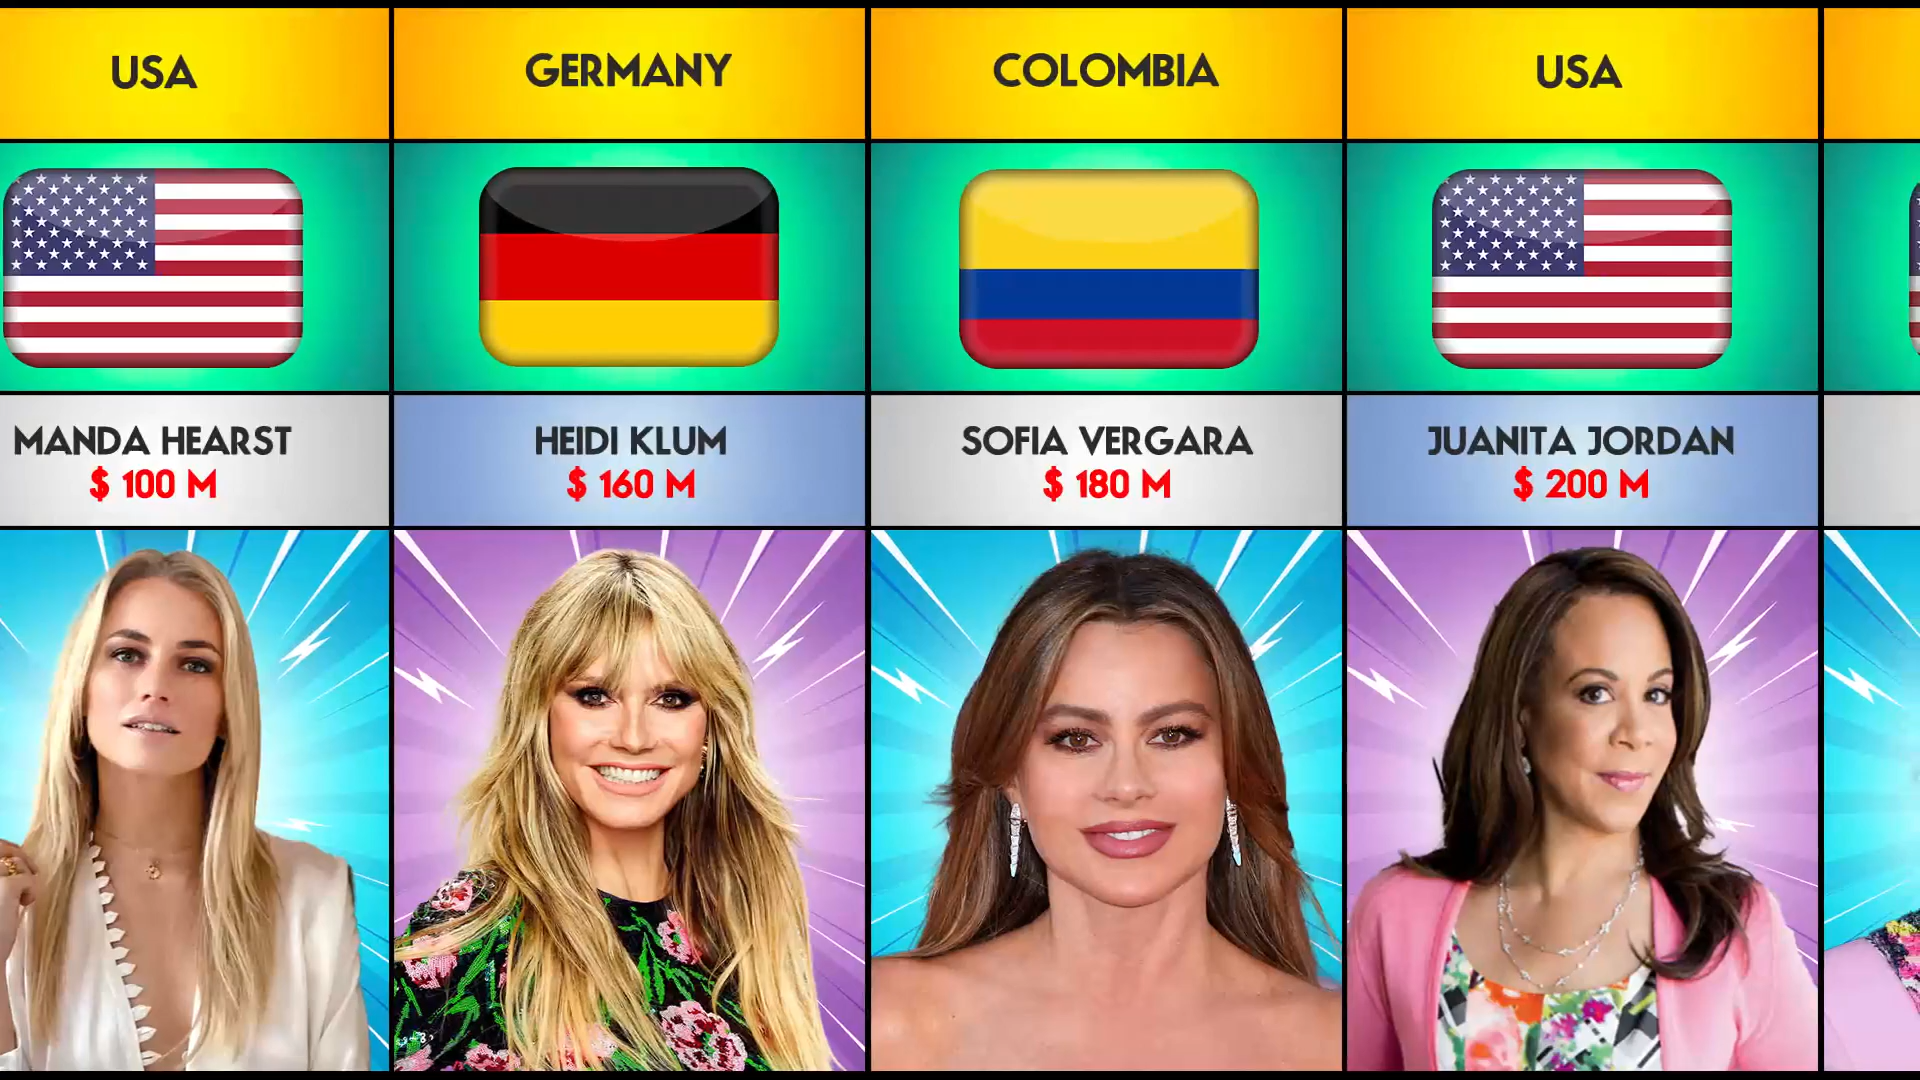 USA
GERMANY
COLOMBIA
USA
MANDA HEARST
$ 100 M
HEIDI KLUM
$ 160 M
SOFIA VERGARA
$ 180 M
JUANITA JORDAN
$ 200 M